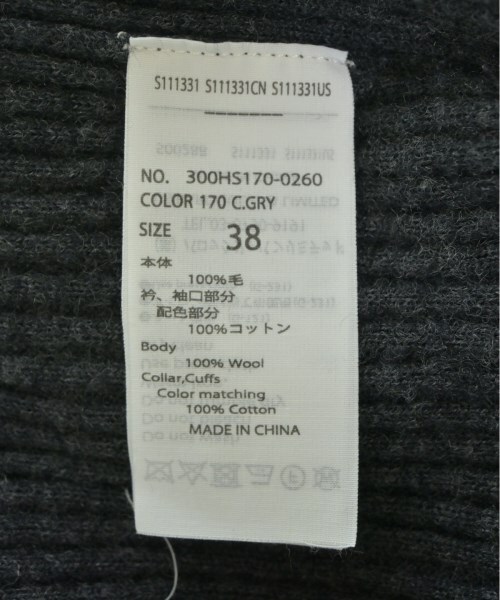 S111331 S111331CN S111331US
NO. 300HS170-0260
COLOR 170 C.GRY
SIZE 38
本体
100%毛
衿、袖口部分
配色部分
100%コットン
Body
100% Wool
Collar,Cuffs
Color matching
100% Cotton
MADE IN CHINA